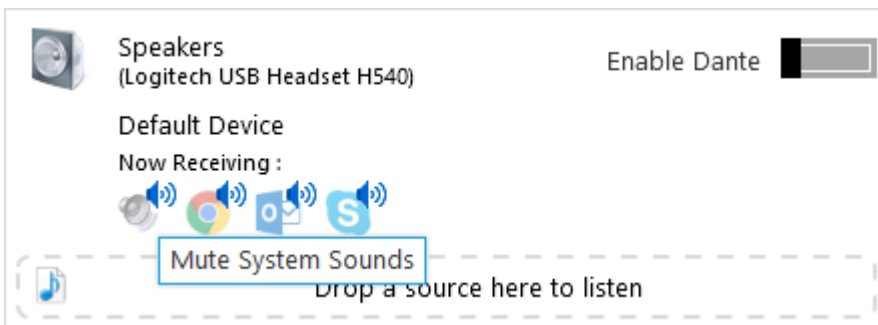 Speakers
(Logitech USB Headset H540)
Enable Dante
Default Device
Now Receiving :
Mute System Sounds
Drop a source here to listen